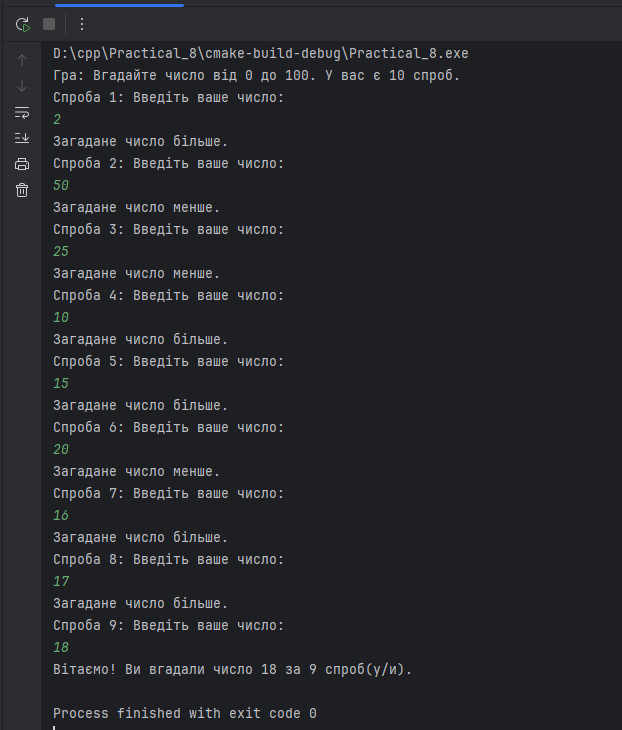 D:\cpp\Practical_8\cmake-build-debug\Practical_8.exe
Гра: Вгадайте число від 0 до 100. У вас є 10 спроб.
Спроба 1: Введіть ваше число:
2
Загадане число більше.
Спроба 2: Введіть ваше число:
50
Загадане число менше.
Спроба 3: Введіть ваше число:
25
Загадане число менше.
Спроба 4: Введіть ваше число:
10
Загадане число більше.
Спроба 5: Введіть ваше число:
15
Загадане число більше.
Спроба 6: Введіть ваше число:
20
Загадане число менше.
Спроба 7: Введіть ваше число:
16
Загадане число більше.
Спроба 8: Введіть ваше число:
17
Загадане число більше.
Спроба 9: Введіть ваше число:
18
Вітаємо! Ви вгадали число 18 за 9 спроб(у/и).
Process finished with exit code 0